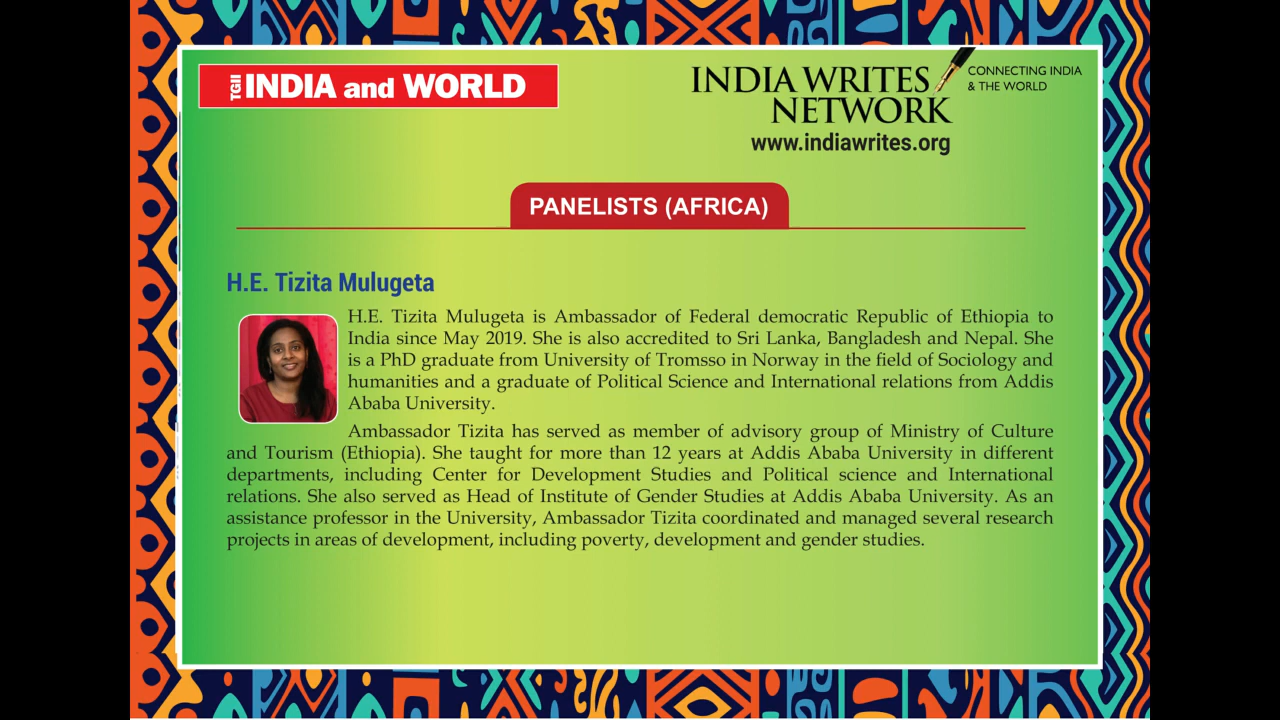 TGII INDIA and WORLD
INDIA WRITES NETWORK
CONNECTING INDIA
& THE WORLD
www.indiawrites.org
PANELISTS (AFRICA)
H.E. Tizita Mulugeta
H.E. Tizita Mulugeta is Ambassador of Federal democratic Republic of Ethiopia to
India since May 2019. She is also accredited to Sri Lanka, Bangladesh and Nepal. She
is a PhD graduate from University of Tromsso in Norway in the field of Sociology and
humanities and a graduate of Political Science and International relations from Addis
Ababa University.
Ambassador Tizita has served as member of advisory group of Ministry of Culture
and Tourism (Ethiopia). She taught for more than 12 years at Addis Ababa University in different
departments, including Center for Development Studies and Political science and International
relations. She also served as Head of Institute of Gender Studies at Addis Ababa University. As an
assistance professor in the University, Ambassador Tizita coordinated and managed several research
projects in areas of development, including poverty, development and gender studies.